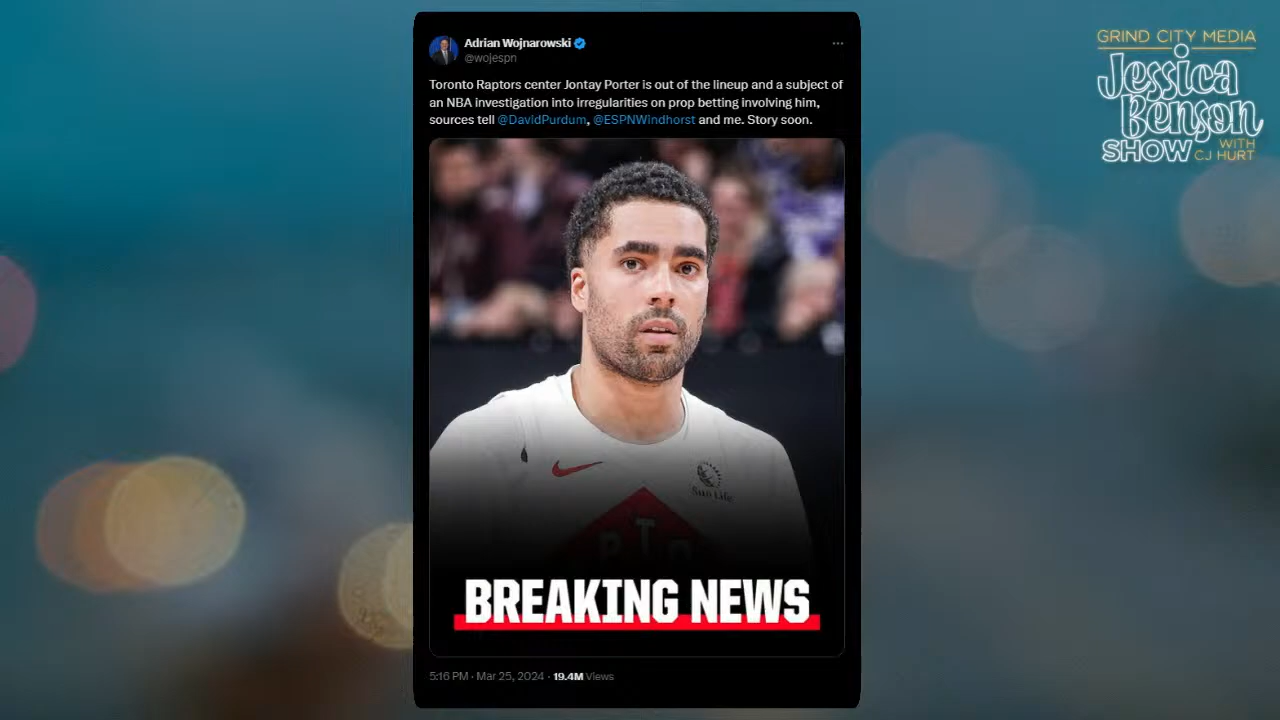 Adrian Wojnarowski
@wojespn
Toronto Raptors center Jontay Porter is out of the lineup and a subject of
an NBA investigation into irregularities on prop betting involving him,
sources tell @DavidPurdum, @ESPNWindhorst and me. Story soon.
Sun Life
BREAKING NEWS
5:16 PM · Mar 25, 2024 · 19.4M Views
GRIND CITY MEDIA
Jessica
Benson
SHOW WITH
CJ HURT